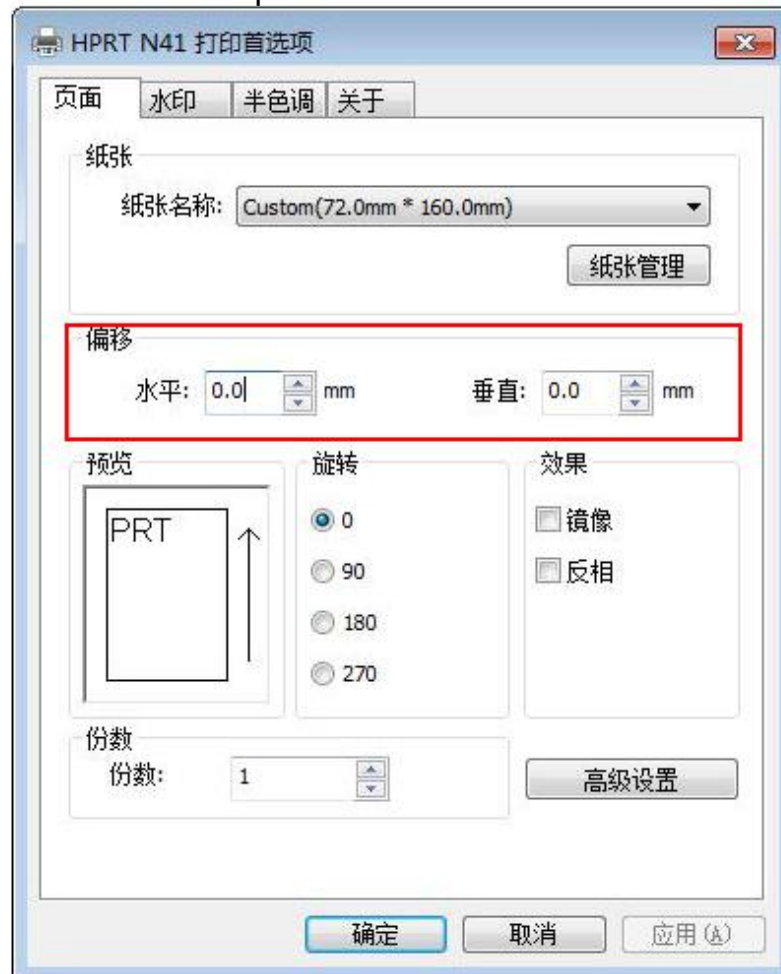 HPRT N41 打印首选项
页面 水印 半色调 关于
纸张
纸张名称: Custom(72.0mm * 160.0mm)
纸张管理
偏移
水平: 0.0 mm 垂直: 0.0 mm
预览 旋转 效果
PRT
0 镜像
90 反相
180
270
份数
份数: 1
高级设置
确定 取消 应用(A)